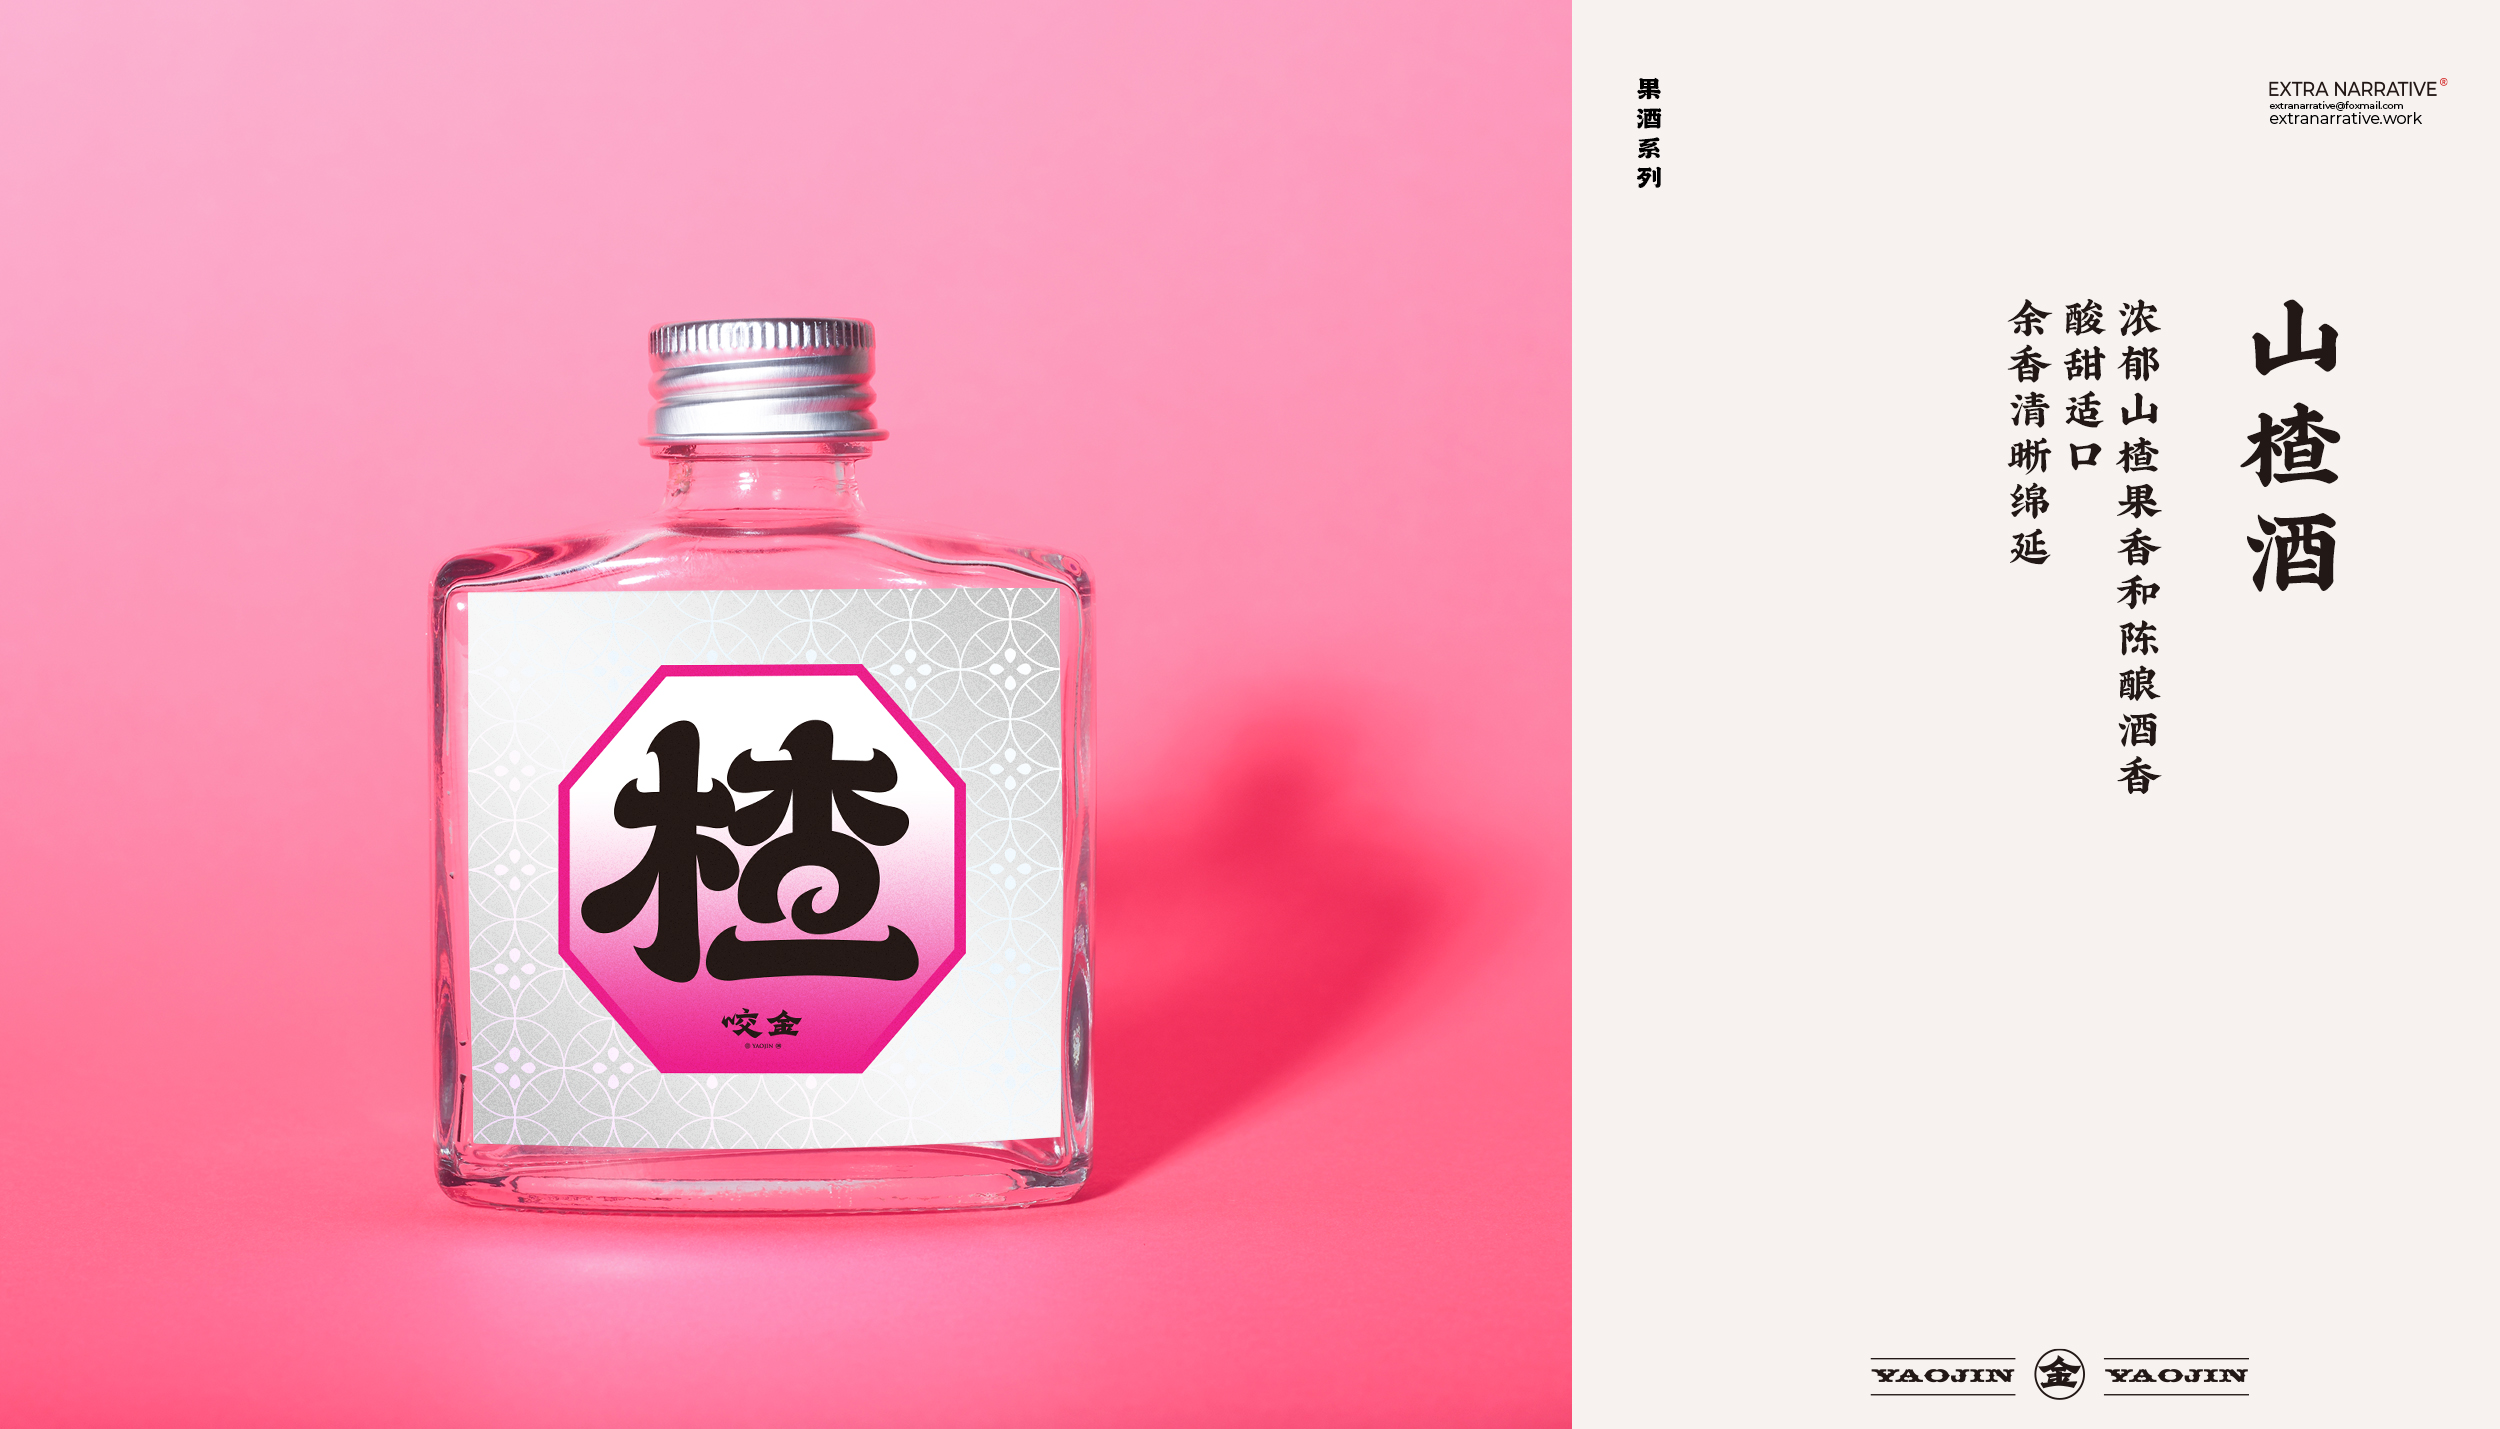 楂
咬金
YAOJIN
果酒系列
EXTRA NARRATIVE®
extranarrative@foxmail.com
extranarrative.work
山楂酒
浓郁山楂果香和陈酿酒香
酸甜适口
余香清晰绵延
YAOJIN 金 YAOJIN